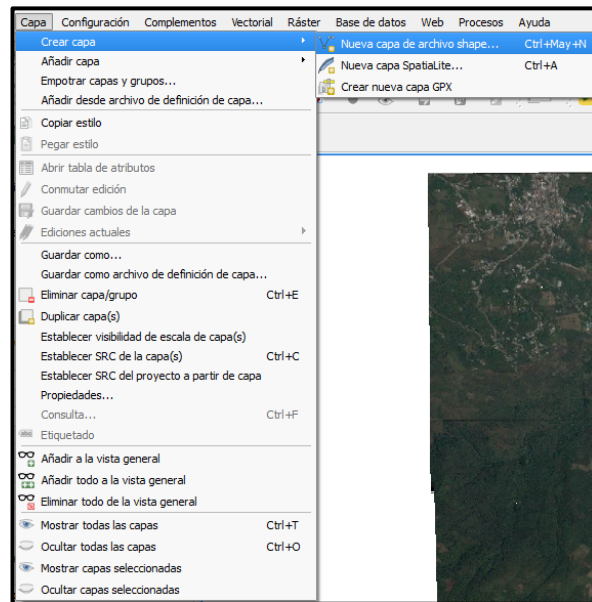 Capa Configuración Complementos Vectorial Ráster Base de datos Web Procesos Ayuda
Crear capa
Nueva capa de archivo shape... Ctrl+May+N
Añadir capa
Nueva capa SpatiaLite... Ctrl+A
Empotrar capas y grupos...
Crear nueva capa GPX
Añadir desde archivo de definición de capa...
Copiar estilo
Pegar estilo
Abrir tabla de atributos
Conmutar edición
Guardar cambios de la capa
Ediciones actuales
Guardar como...
Guardar como archivo de definición de capa...
Eliminar capa/grupo Ctrl+E
Duplicar capa(s)
Establecer visibilidad de escala de capa(s)
Establecer SRC de la capa(s) Ctrl+C
Establecer SRC del proyecto a partir de capa
Propiedades...
Consulta... Ctrl+F
abc Etiquetado
Añadir a la vista general
Añadir todo a la vista general
Eliminar todo de la vista general
Mostrar todas las capas Ctrl+T
Ocultar todas las capas Ctrl+O
Mostrar capas seleccionadas
Ocultar capas seleccionadas